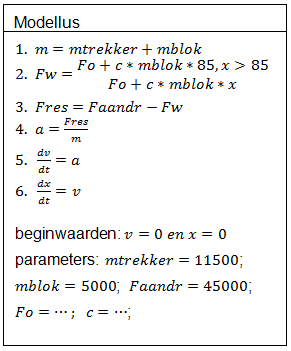 Modellus
1. m = mtrekker + mblok
2. Fw = Fo + c * mblok * 85, x > 85
Fo + c * mblok * x
3. Fres = Faandr − Fw
4. a = Fres/m
5. dv/dt = a
6. dx/dt = v
beginwaarden: v = 0 en x = 0
parameters: mtrekker = 11500;
mblok = 5000; Faandr = 45000;
Fo = ⋯ ; c = ⋯;